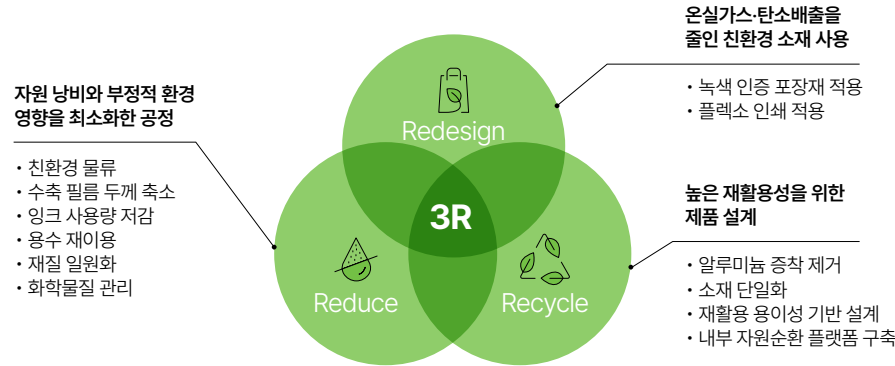 온실가스·탄소배출을
줄인 친환경 소재 사용
• 녹색 인증 포장재 적용
• 플렉소 인쇄 적용
자원 낭비와 부정적 환경
영향을 최소화한 공정
• 친환경 물류
• 수축 필름 두께 축소
• 잉크 사용량 저감
• 용수 재이용
• 재질 일원화
• 화학물질 관리
Redesign
3R
Reduce
Recycle
높은 재활용성을 위한
제품 설계
• 알루미늄 증착 제거
• 소재 단일화
• 재활용 용이성 기반 설계
• 내부 자원순환 플랫폼 구축